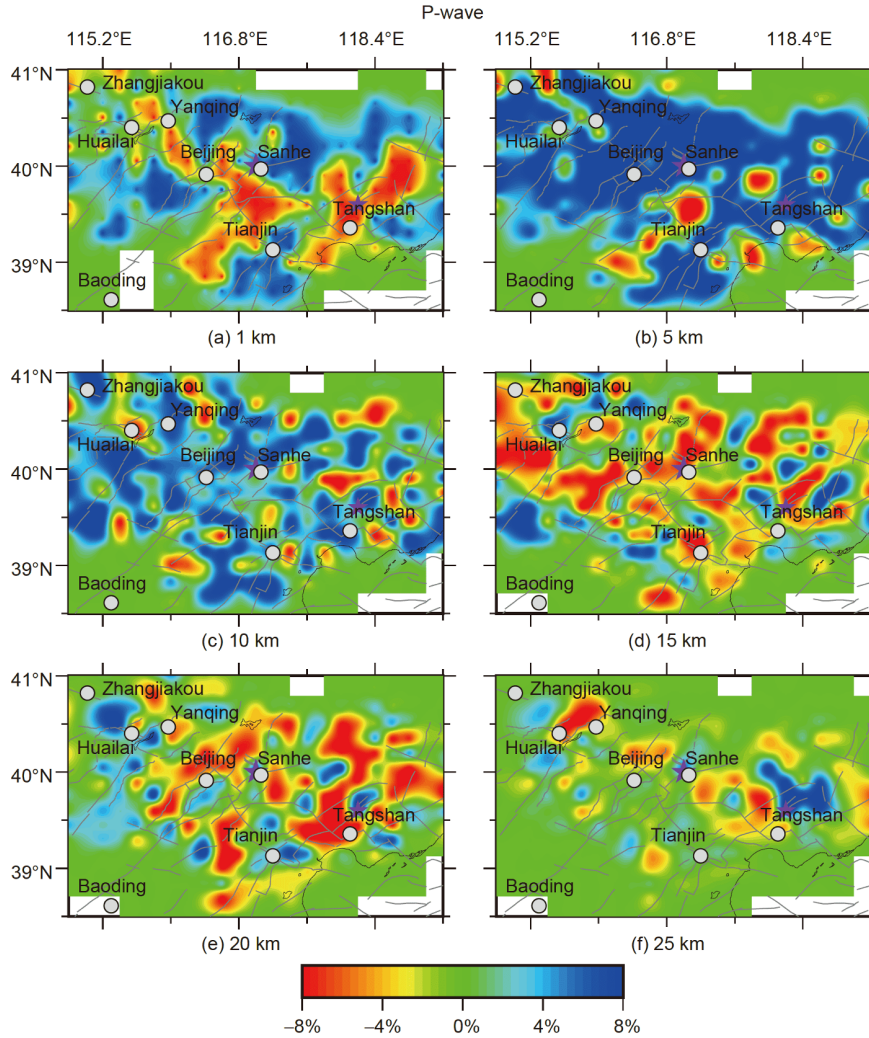 P-wave
115.2°E 116.8°E 118.4°E 115.2°E 116.8°E 118.4°E
41°N
Zhangjiakou Zhangjiakou
Yanqing Yanqing
Huailai Huailai
Beijing Sanhe Beijing Sanhe
40°N
Tangshan Tangshan
Tianjin Tianjin
39°N
Baoding Baoding
(a) 1 km (b) 5 km
41°N
Zhangjiakou Zhangjiakou
Yanqing Yanqing
Huailai Huailai
Beijing Sanhe Beijing Sanhe
40°N
Tangshan Tangshan
Tianjin Tianjin
39°N
Baoding Baoding
(c) 10 km (d) 15 km
41°N
Zhangjiakou Zhangjiakou
Yanqing Yanqing
Huailai Huailai
Beijing Sanhe Beijing Sanhe
40°N
Tangshan Tangshan
Tianjin Tianjin
39°N
Baoding Baoding
(e) 20 km (f) 25 km
−8% −4% 0% 4% 8%